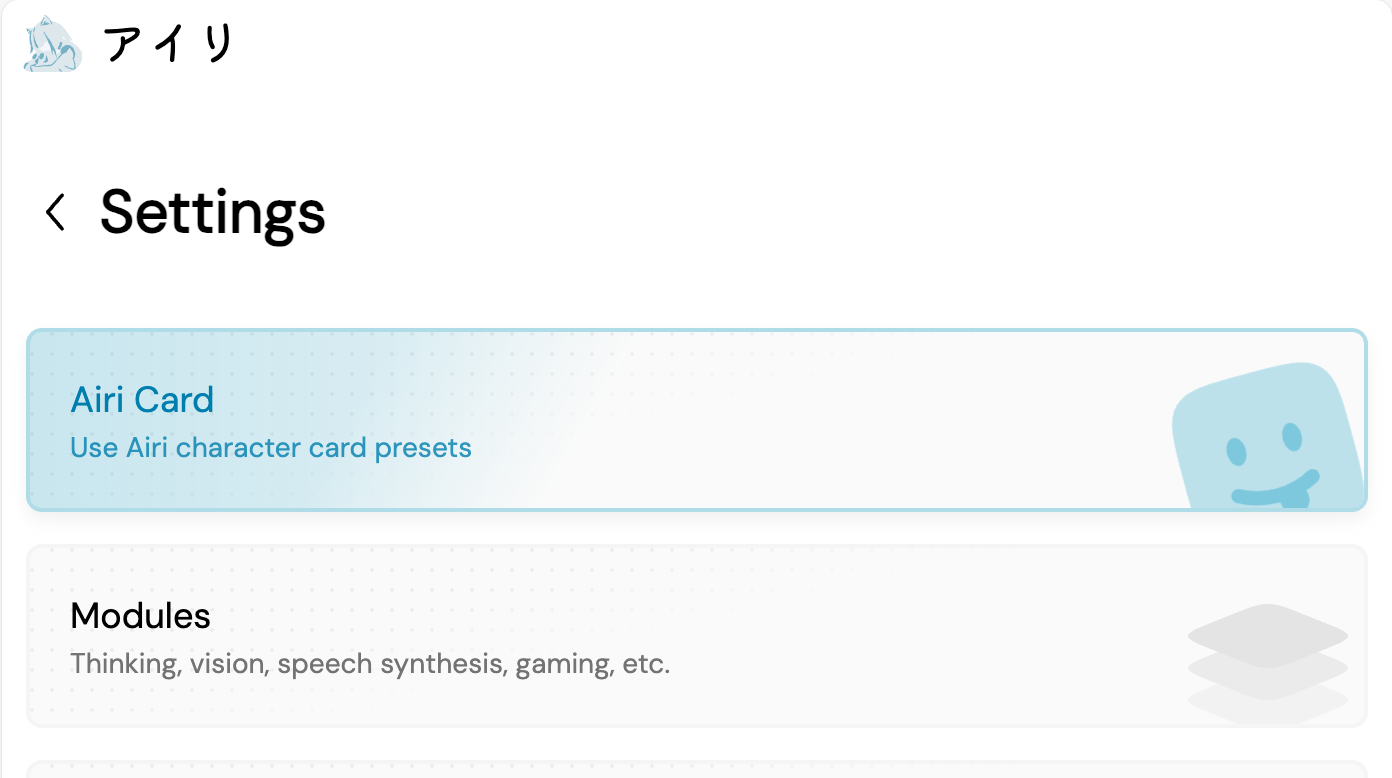 アイリ
Settings
Airi Card
Use Airi character card presets
Modules
Thinking, vision, speech synthesis, gaming, etc.